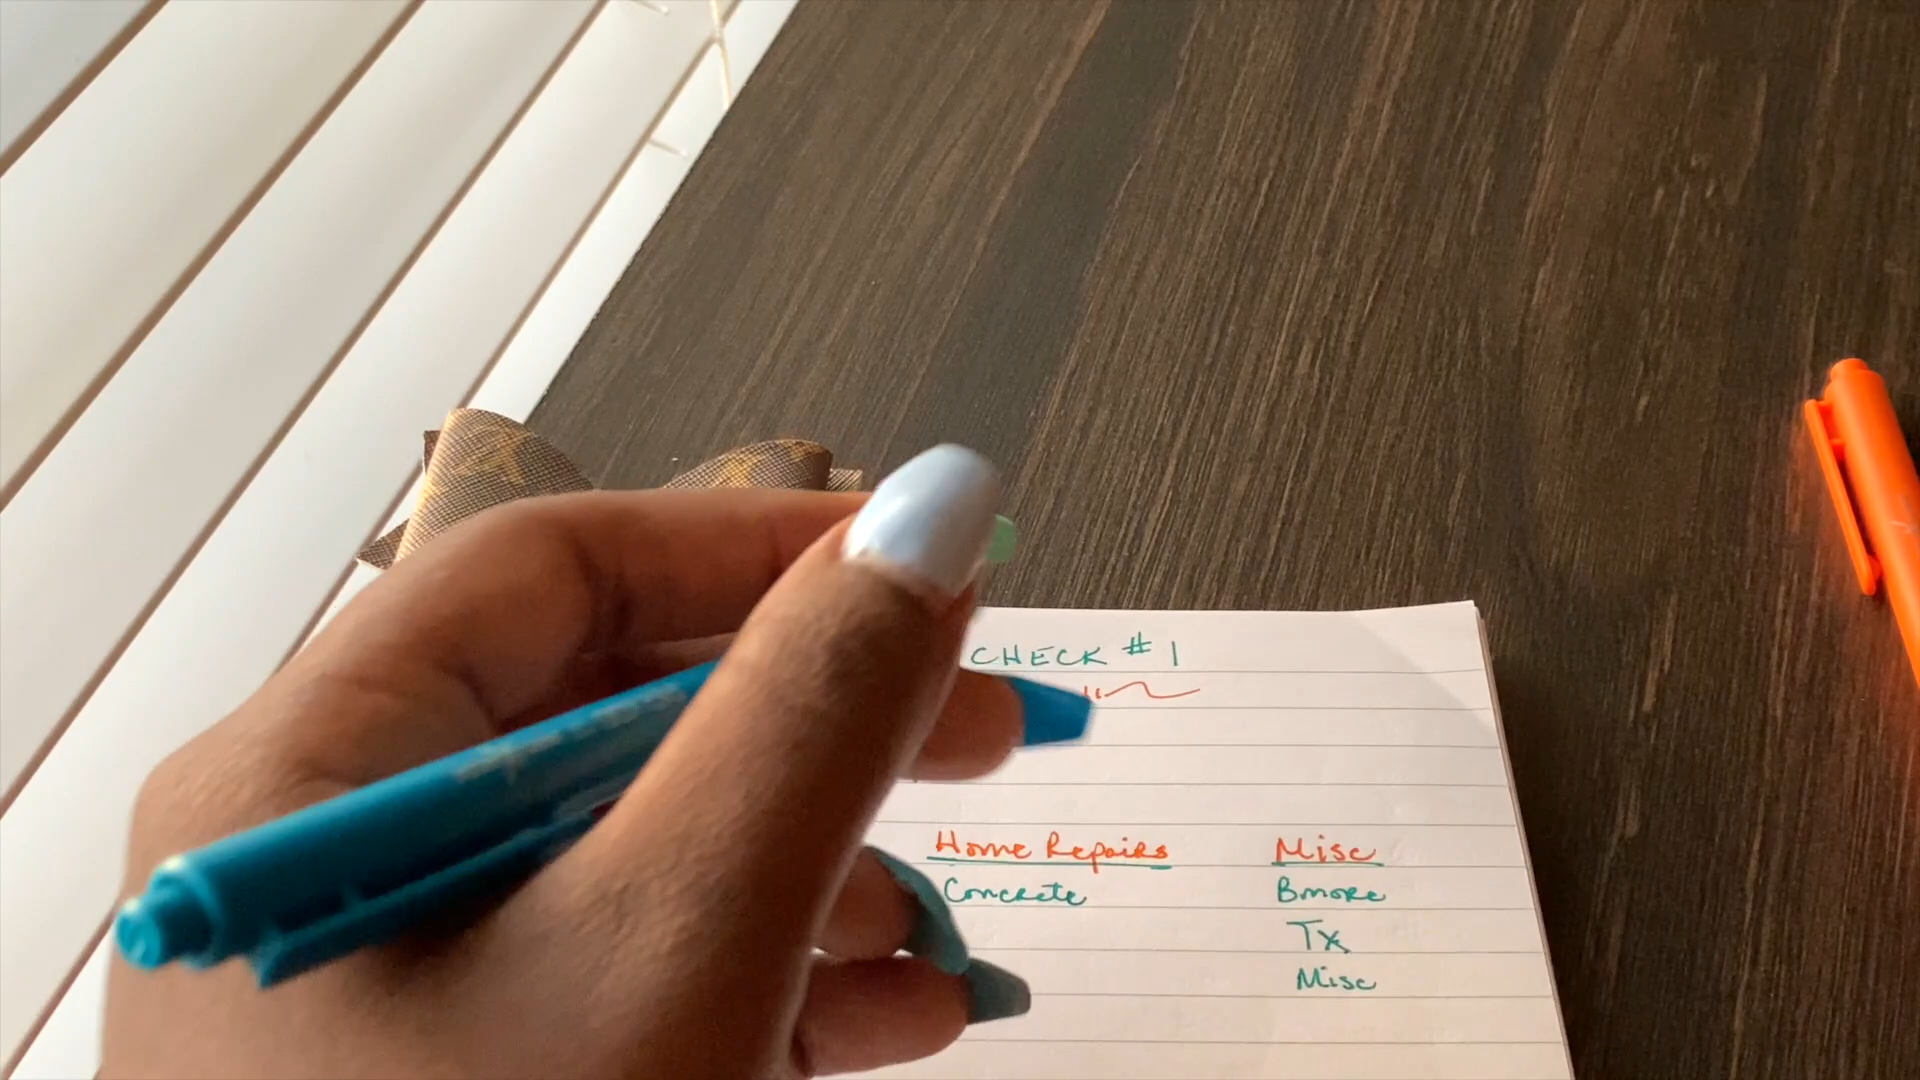 CHECK #1
Home Repairs Misc
Concrete Bmore
Tx
Misc